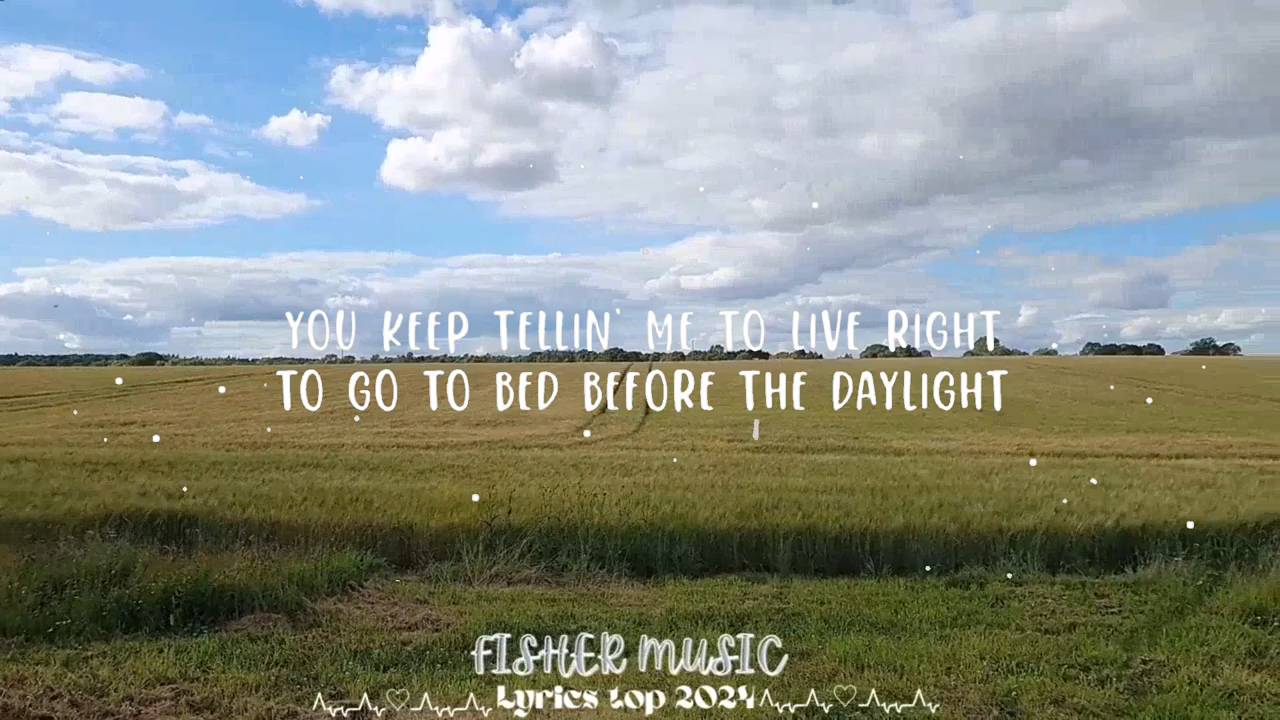 YOU KEEP TELLIN' ME TO LIVE RIGHT
TO GO TO BED BEFORE THE DAYLIGHT
FISHER MUSIC
Lyrics top 2024